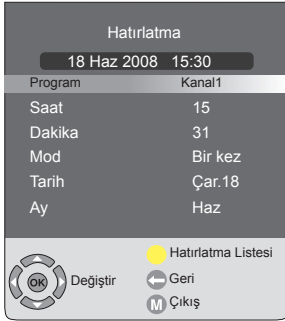 Hatırlatma
18 Haz 2008 15:30
Program Kanal1
Saat 15
Dakika 31
Mod Bir kez
Tarih Çar.18
Ay Haz
Hatırlatma Listesi
OK Değiştir Geri
M Çıkış